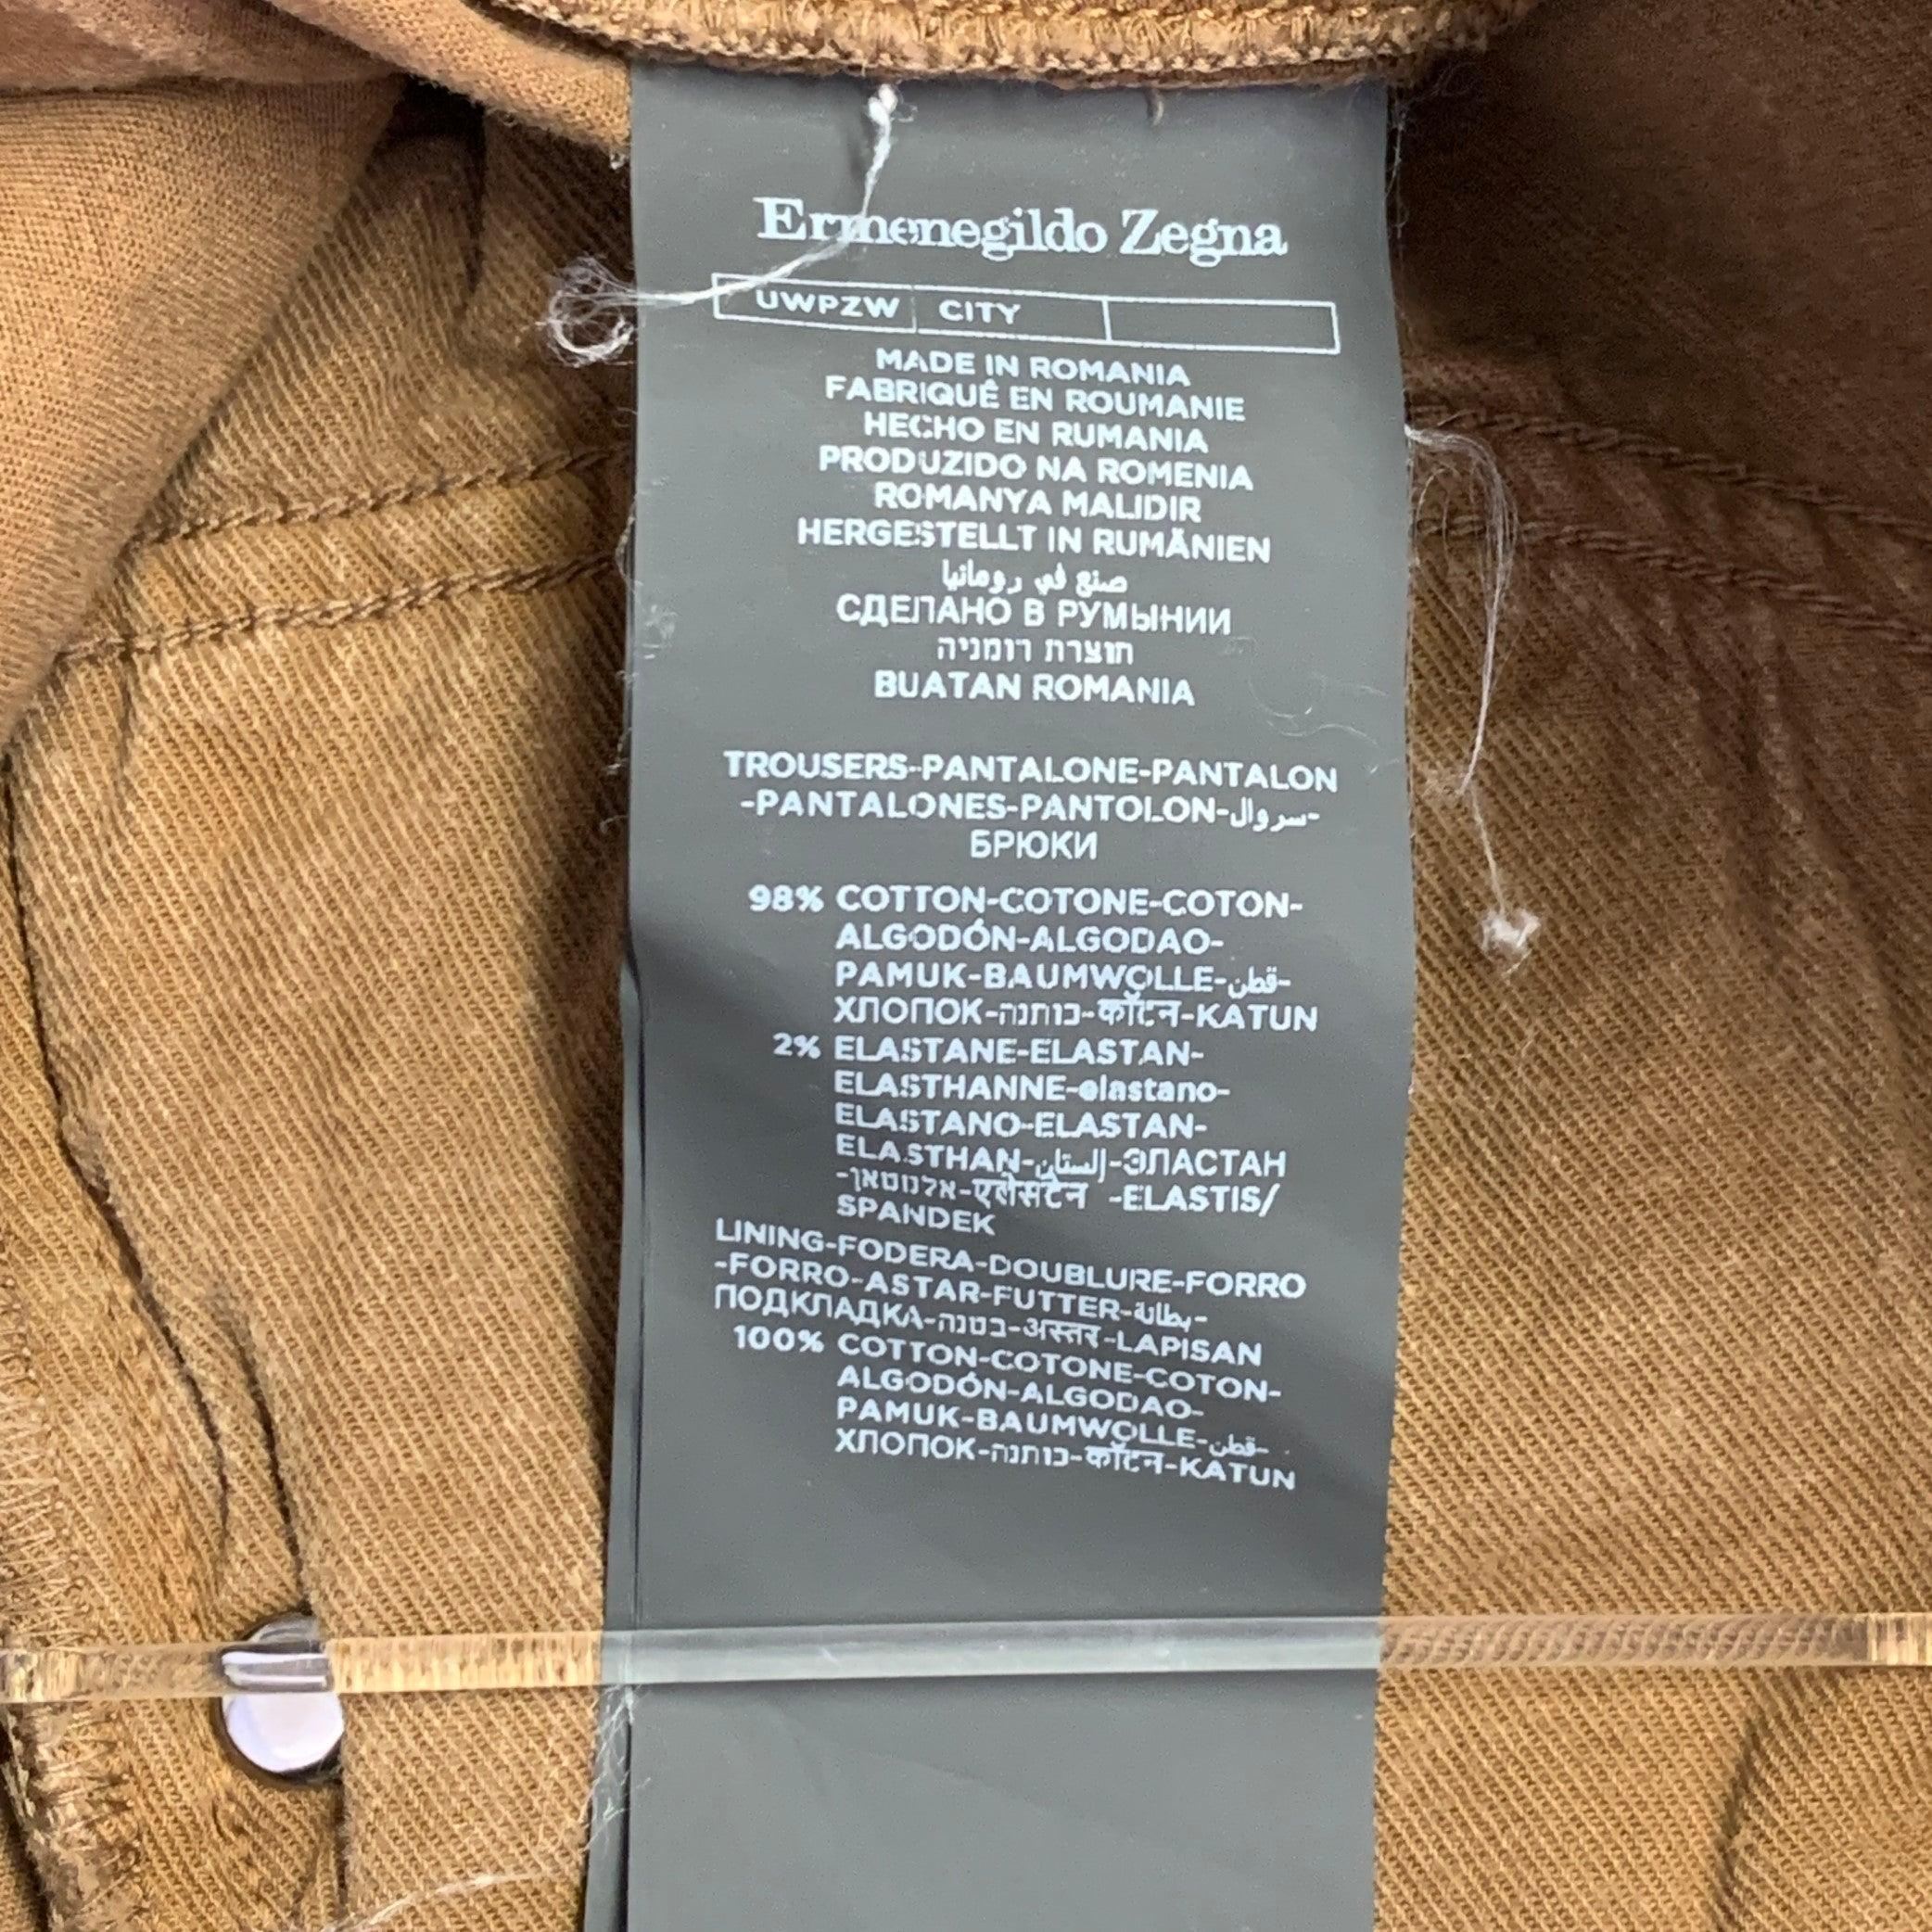 Ermenegildo Zegna
UWPZW CITY
MADE IN ROMANIA
FABRIQUÉ EN ROUMANIE
HECHO EN RUMANIA
PRODUZIDO NA ROMENIA
ROMANYA MALIDIR
HERGESTELLT IN RUMÄNIEN
صنع في رومانيا
СДЕЛАНО В РУМЫНИИ
תוצרת רומניה
BUATAN ROMANIA
TROUSERS-PANTALONE-PANTALON
-PANTALONES-PANTOLON-سروال-
БРЮКИ
98% COTTON-COTONE-COTON-
ALGODÓN-ALGODAO-
PAMUK-BAUMWOLLE-قطن-
ХЛОПОК-כותנה-कॉटन-KATUN
2% ELASTANE-ELASTAN-
ELASTHANNE-elastano-
ELASTANO-ELASTAN-
ELASTHAN-إلستان-ЭЛАСТАН
-אלסטאן-एलेसटेन -ELASTIS/
SPANDEK
LINING-FODERA-DOUBLURE-FORRO
-FORRO-ASTAR-FUTTER-بطانة-
ПОДКЛАДКА-בטנה-अस्तर-LAPISAN
100% COTTON-COTONE-COTON-
ALGODÓN-ALGODAO-
PAMUK-BAUMWOLLE-قطن-
ХЛОПОК-כותנה-कॉटन-KATUN